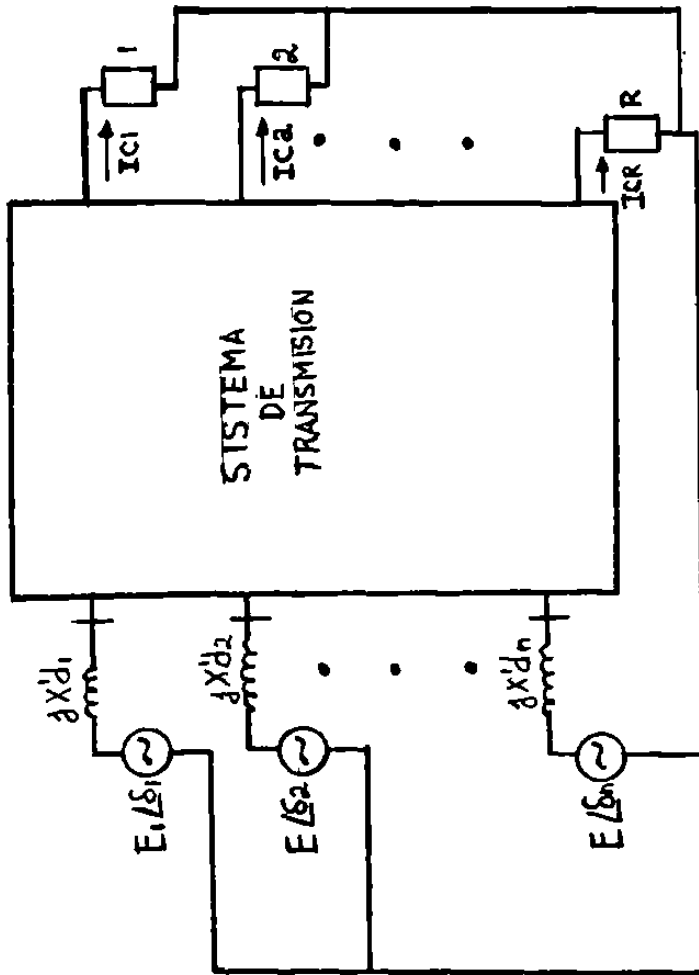 1
IC1
2
IC2
R
ICR
SISTEMA
DE
TRANSMISION
jX'd1
jX'd2
jX'dn
E1∠δ1
E∠δ2
E∠δn